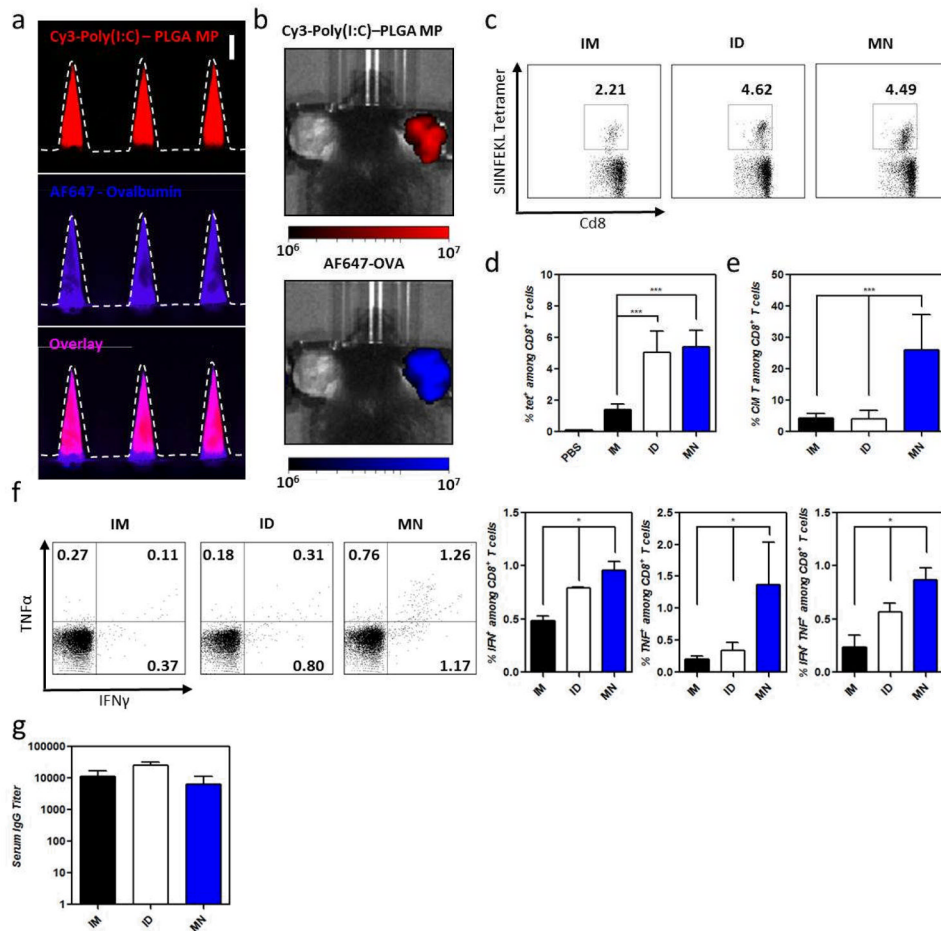 a
Cy3-Poly(I:C) – PLGA MP
AF647 - Ovalbumin
Overlay
b
Cy3-Poly(I:C)–PLGA MP
10⁶ 10⁷
AF647-OVA
10⁶ 10⁷
c
IM ID MN
2.21 4.62 4.49
SIINFEKL Tetramer
Cd8
d
% tet⁺ among CD8⁺ T cells
10
8
6
4
2
0
***
***
PBS IM ID MN
e
% CM T among CD8⁺ T cells
50
40
30
20
10
0
***
IM ID MN
f
IM ID MN
0.27 0.11 0.18 0.31 0.76 1.26
0.37 0.80 1.17
TNFα
IFNγ
% IFN⁺ among CD8⁺ T cells
1.5
1.0
0.5
0.0
*
IM ID MN
% TNF⁺ among CD8⁺ T cells
2.5
2.0
1.5
1.0
0.5
0.0
*
IM ID MN
% IFN⁺ TNF⁺ among CD8⁺ T cells
1.5
1.0
0.5
0.0
*
IM ID MN
g
Serum IgG Titer
100000
10000
1000
100
10
1
IM ID MN